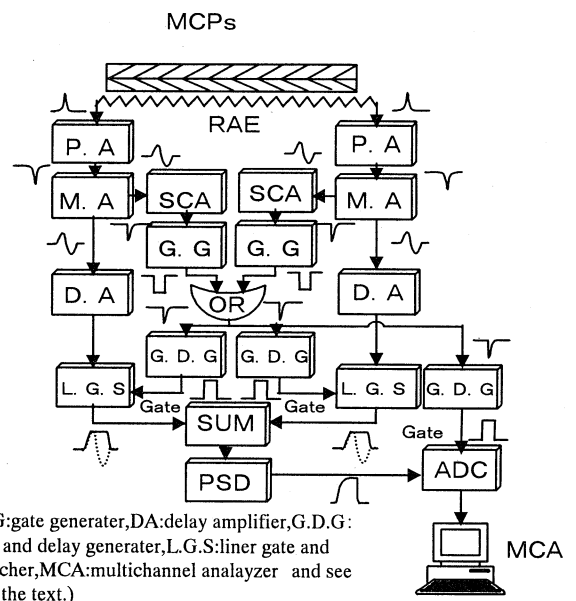 MCPs
RAE
P. A
P. A
M. A
SCA
SCA
M. A
G. G
G. G
D. A
OR
D. A
G. D. G
G. D. G
L. G. S
L. G. S
G. D. G
Gate
SUM
Gate
Gate
PSD
ADC
MCA
G:gate generater,DA:delay amplifier,G.D.G:
and delay generater,L.G.S:liner gate and
cher,MCA:multichannel analayzer and see
the text.)